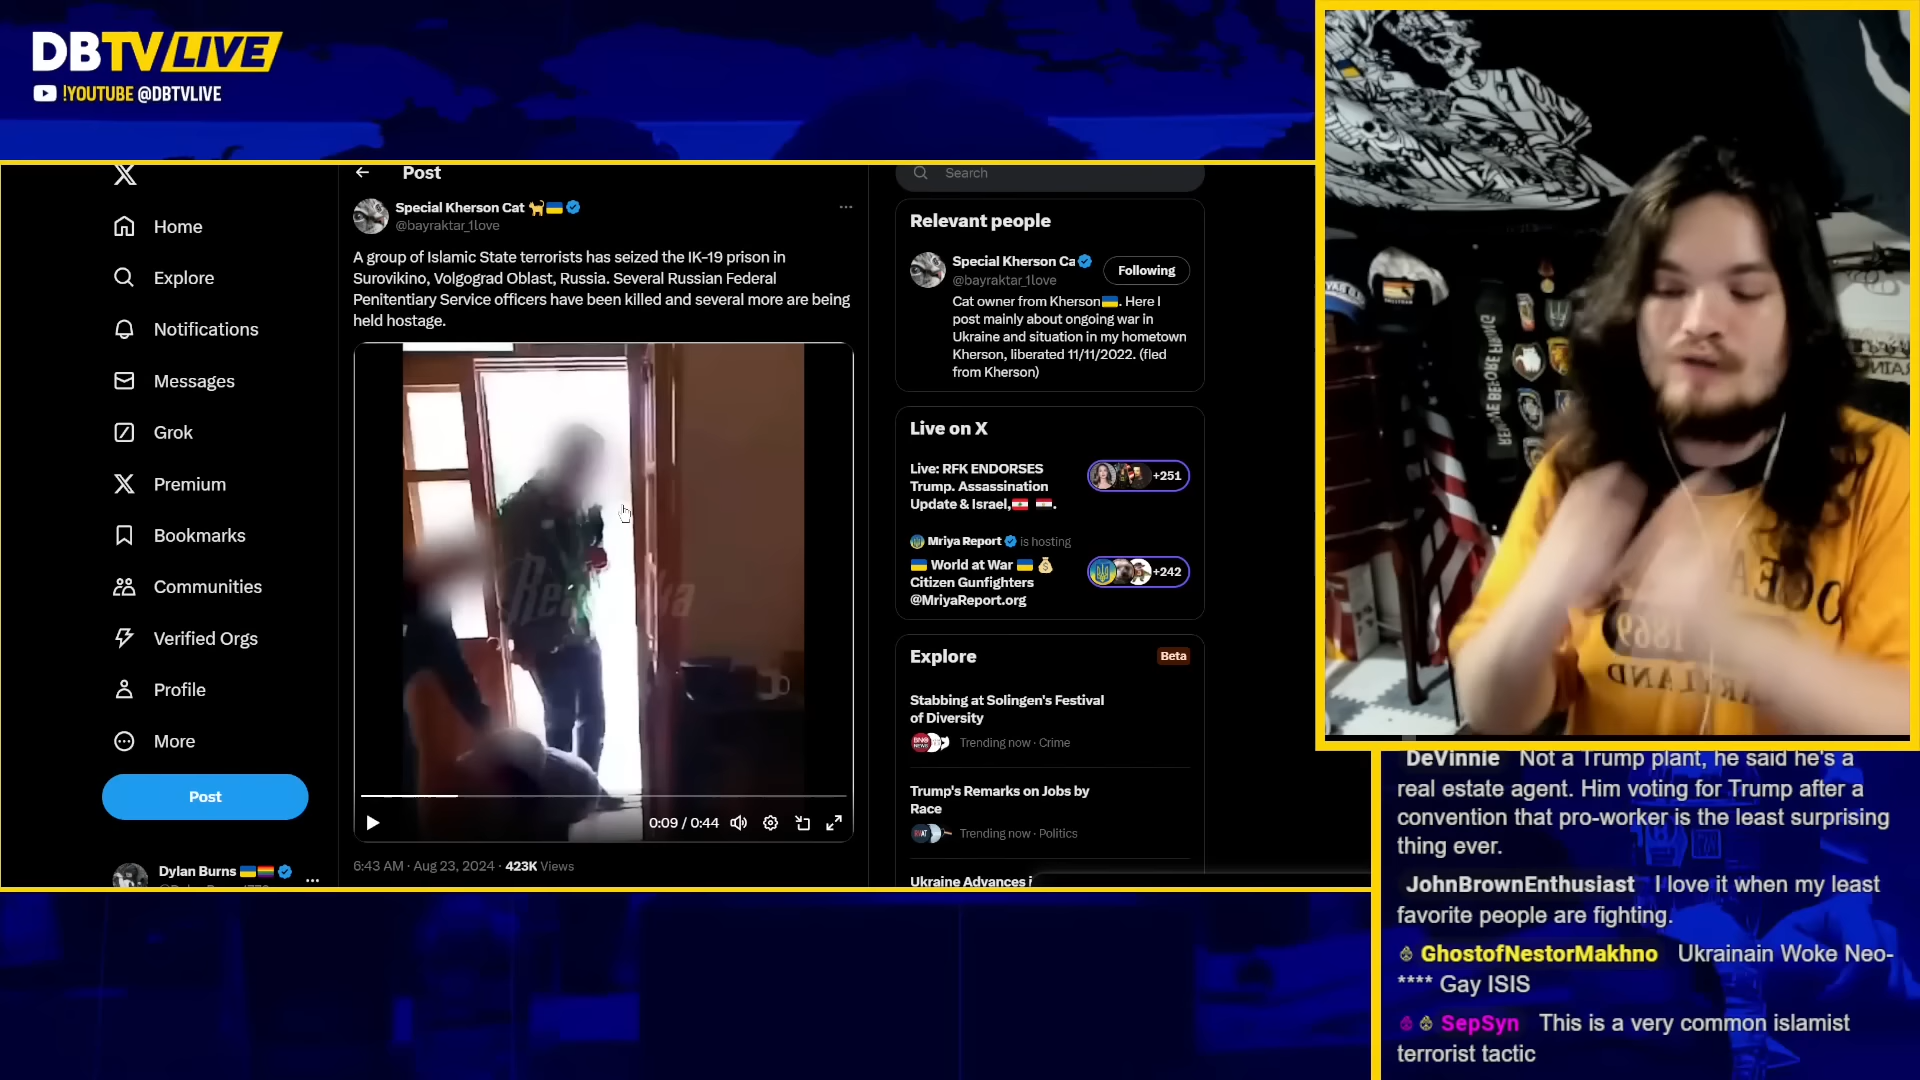 DBTV/LIVE
!YOUTUBE @DBTVLIVE
Post
Special Kherson Cat
@bayraktar_1love
A group of Islamic State terrorists has seized the IK-19 prison in
Surovikino, Volgograd Oblast, Russia. Several Russian Federal
Penitentiary Service officers have been killed and several more are being
held hostage.
0:09 / 0:44
6:43 AM · Aug 23, 2024 · 423K Views
Home
Explore
Notifications
Messages
Grok
Premium
Bookmarks
Communities
Verified Orgs
Profile
More
Post
Dylan Burns
Search
Relevant people
Special Kherson Ca
@bayraktar_1love
Following
Cat owner from Kherson. Here I
post mainly about ongoing war in
Ukraine and situation in my hometown
Kherson, liberated 11/11/2022. (fled
from Kherson)
Live on X
Live: RFK ENDORSES
Trump. Assassination
Update & Israel,
+251
Mriya Report is hosting
World at War
Citizen Gunfighters
@MriyaReport.org
+242
Explore
Beta
Stabbing at Solingen's Festival
of Diversity
Trending now · Crime
Trump's Remarks on Jobs by
Race
Trending now · Politics
Ukraine Advances i
REMOVE BEFORE FIRING
OCEA
1869
DeVinnie Not a Trump plant, he said he's a
real estate agent. Him voting for Trump after a
convention that pro-worker is the least surprising
thing ever.
JohnBrownEnthusiast I love it when my least
favorite people are fighting.
GhostofNestorMakhno Ukrainain Woke Neo-
**** Gay ISIS
SepSyn This is a very common islamist
terrorist tactic